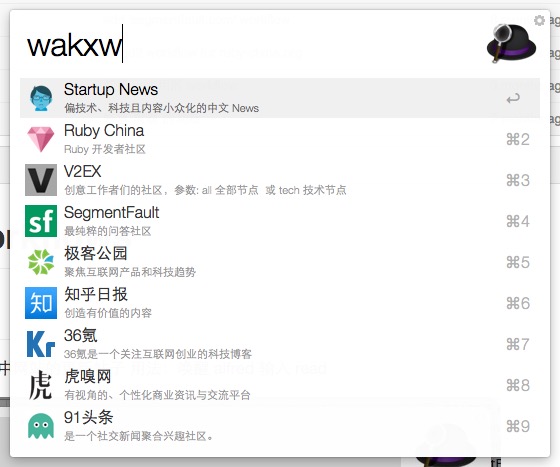 wakxw
Startup News
偏技术、科技且内容小众化的中文 News
Ruby China
⌘2
Ruby 开发者社区
V
V2EX
⌘3
创意工作者们的社区，参数: all 全部节点 或 tech 技术节点
sf
SegmentFault
⌘4
最纯粹的问答社区
极客公园
⌘5
聚焦互联网产品和科技趋势
知
知乎日报
⌘6
创造有价值的内容
Kr
36氪
⌘7
36氪是一个关注互联网创业的科技博客
虎
虎嗅网
⌘8
有视角的、个性化商业资讯与交流平台
91头条
⌘9
是一个社交新闻聚合兴趣社区。